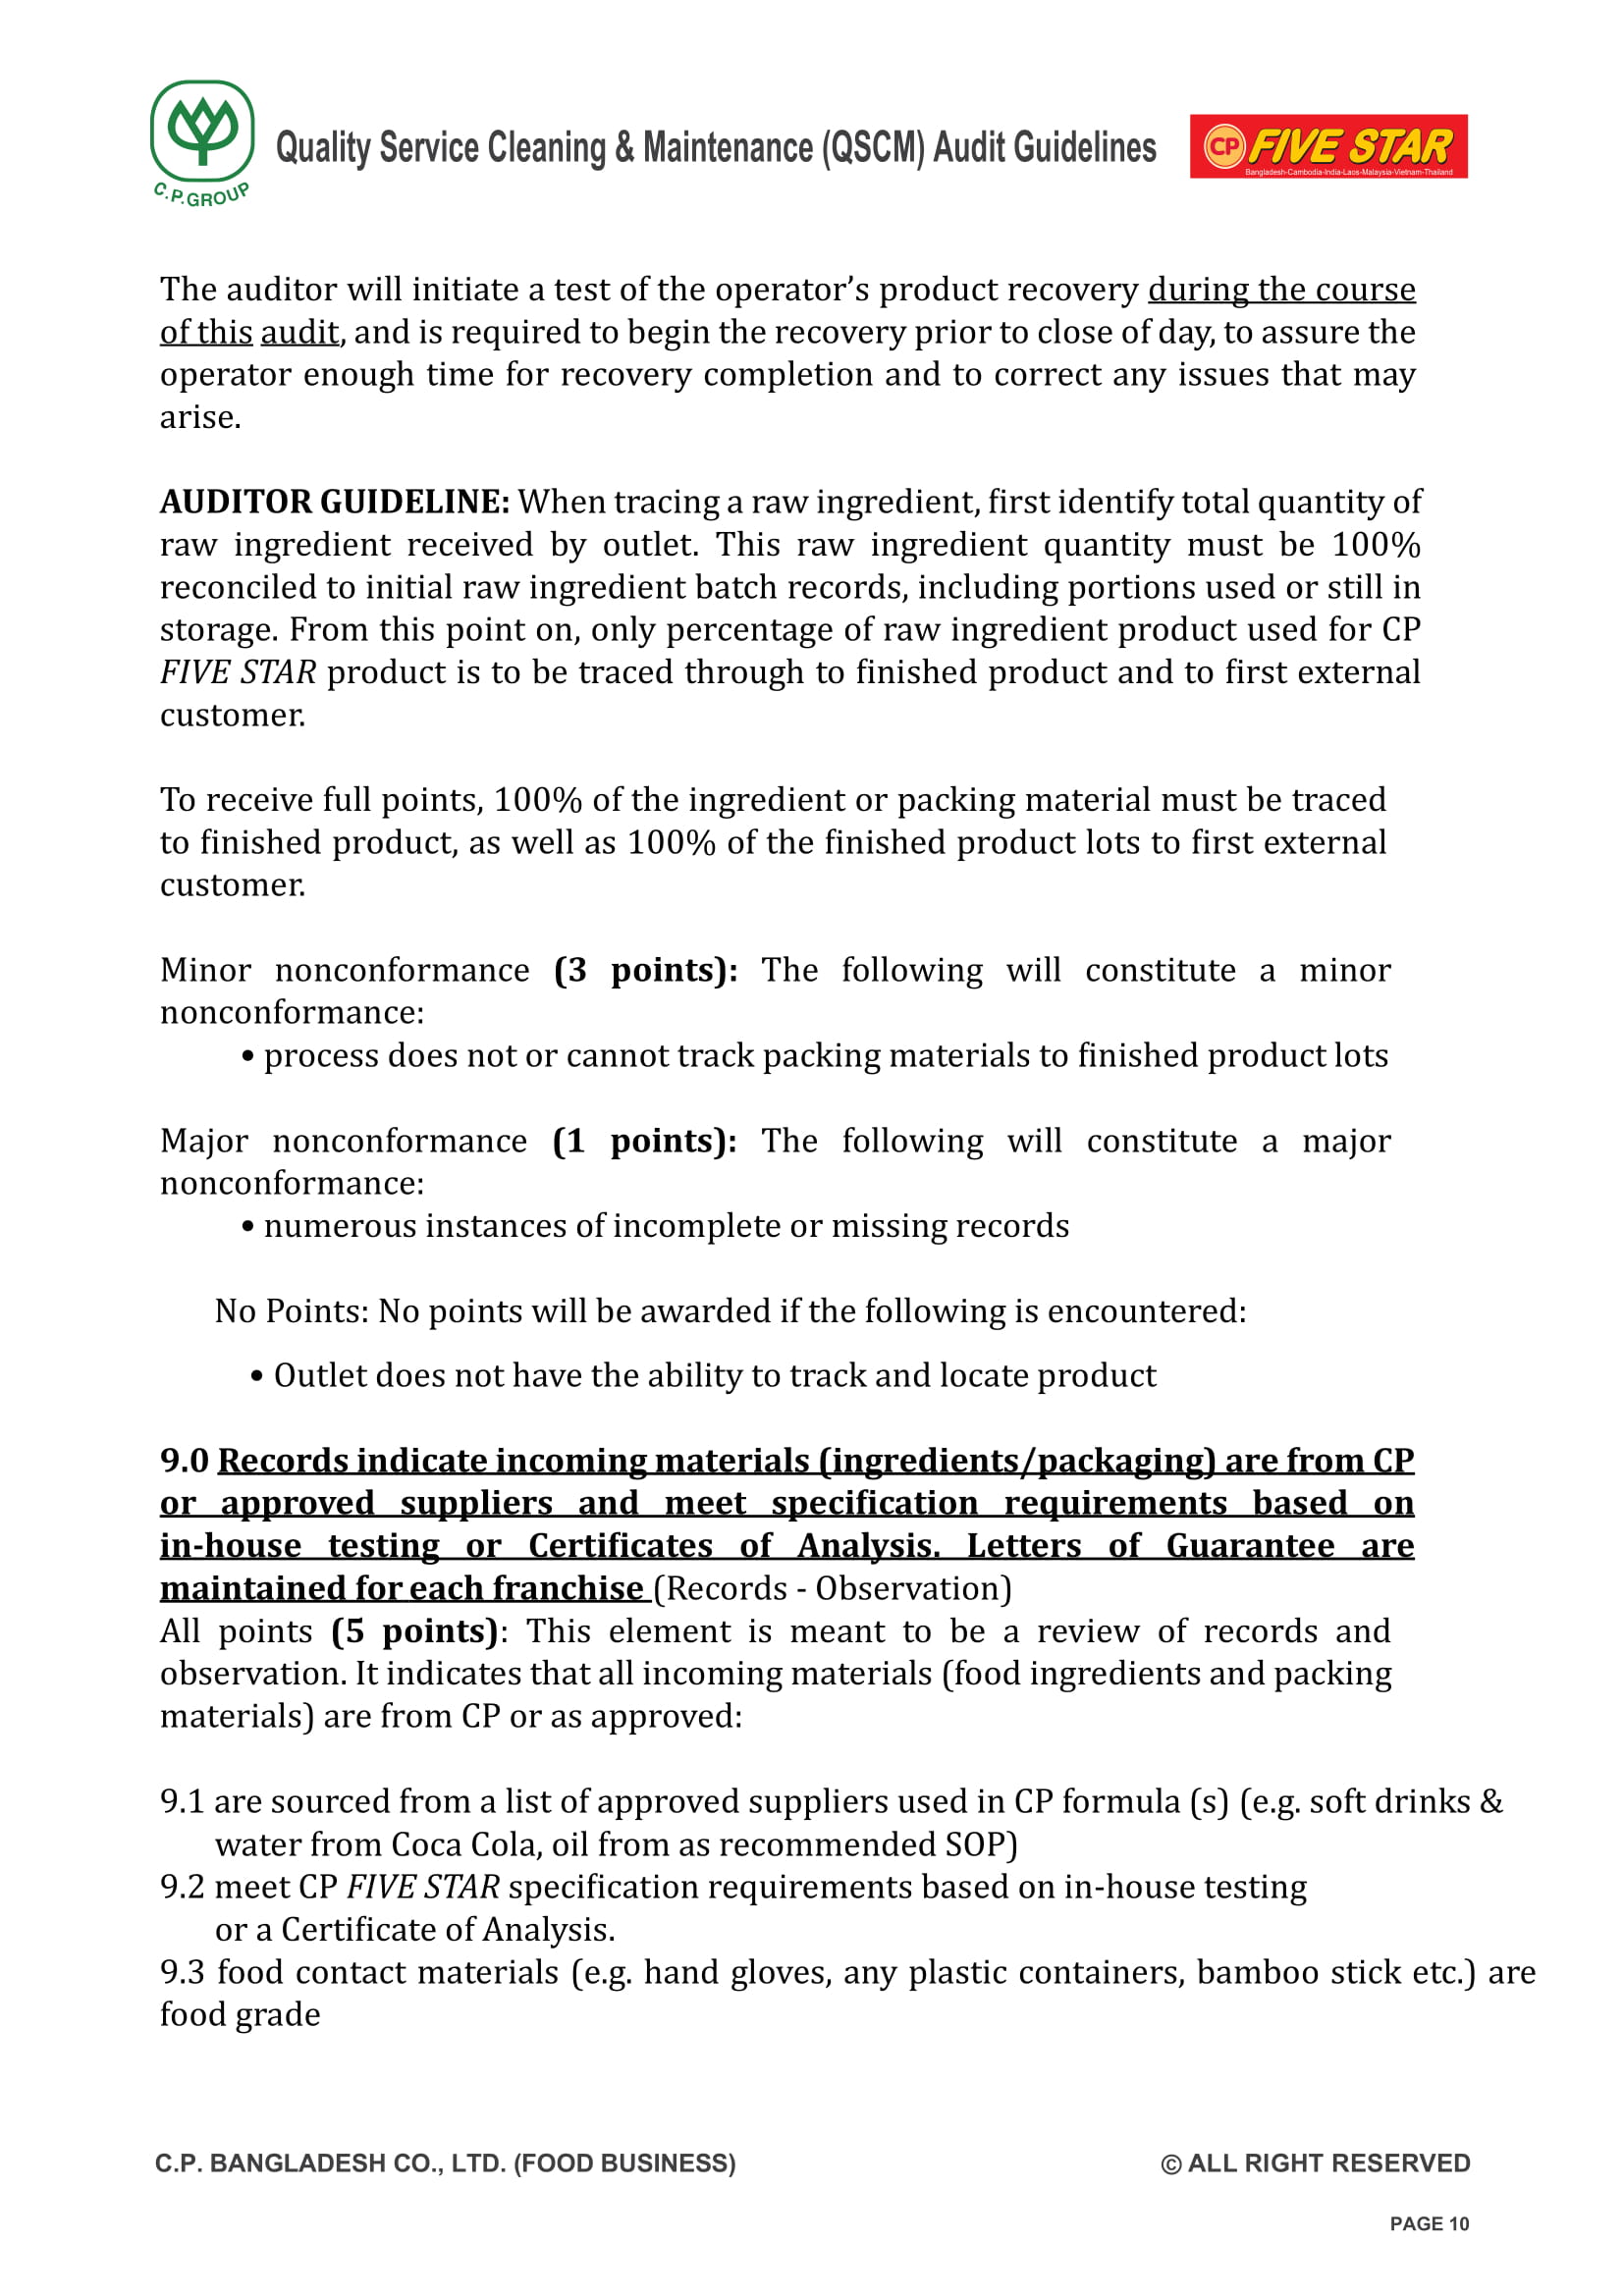 C.P.GROUP
Quality Service Cleaning & Maintenance (QSCM) Audit Guidelines
CP FIVE STAR
Bangladesh-Cambodia-India-Laos-Malaysia-Vietnam-Thailand
The auditor will initiate a test of the operator’s product recovery during the course
of this audit, and is required to begin the recovery prior to close of day, to assure the
operator enough time for recovery completion and to correct any issues that may
arise.
AUDITOR GUIDELINE: When tracing a raw ingredient, first identify total quantity of
raw ingredient received by outlet. This raw ingredient quantity must be 100%
reconciled to initial raw ingredient batch records, including portions used or still in
storage. From this point on, only percentage of raw ingredient product used for CP
FIVE STAR product is to be traced through to finished product and to first external
customer.
To receive full points, 100% of the ingredient or packing material must be traced
to finished product, as well as 100% of the finished product lots to first external
customer.
Minor nonconformance (3 points): The following will constitute a minor
nonconformance:
• process does not or cannot track packing materials to finished product lots
Major nonconformance (1 points): The following will constitute a major
nonconformance:
• numerous instances of incomplete or missing records
No Points: No points will be awarded if the following is encountered:
• Outlet does not have the ability to track and locate product
9.0 Records indicate incoming materials (ingredients/packaging) are from CP
or approved suppliers and meet specification requirements based on
in-house testing or Certificates of Analysis. Letters of Guarantee are
maintained for each franchise (Records - Observation)
All points (5 points): This element is meant to be a review of records and
observation. It indicates that all incoming materials (food ingredients and packing
materials) are from CP or as approved:
9.1 are sourced from a list of approved suppliers used in CP formula (s) (e.g. soft drinks &
water from Coca Cola, oil from as recommended SOP)
9.2 meet CP FIVE STAR specification requirements based on in-house testing
or a Certificate of Analysis.
9.3 food contact materials (e.g. hand gloves, any plastic containers, bamboo stick etc.) are
food grade
C.P. BANGLADESH CO., LTD. (FOOD BUSINESS)
© ALL RIGHT RESERVED
PAGE 10